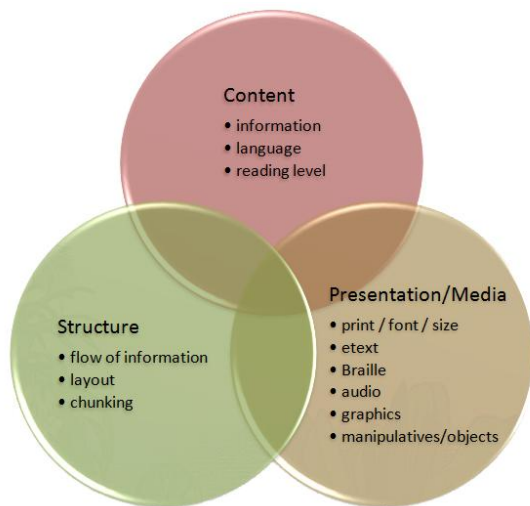 Content
• information
• language
• reading level
Structure
• flow of information
• layout
• chunking
Presentation/Media
• print / font / size
• etext
• Braille
• audio
• graphics
• manipulatives/objects